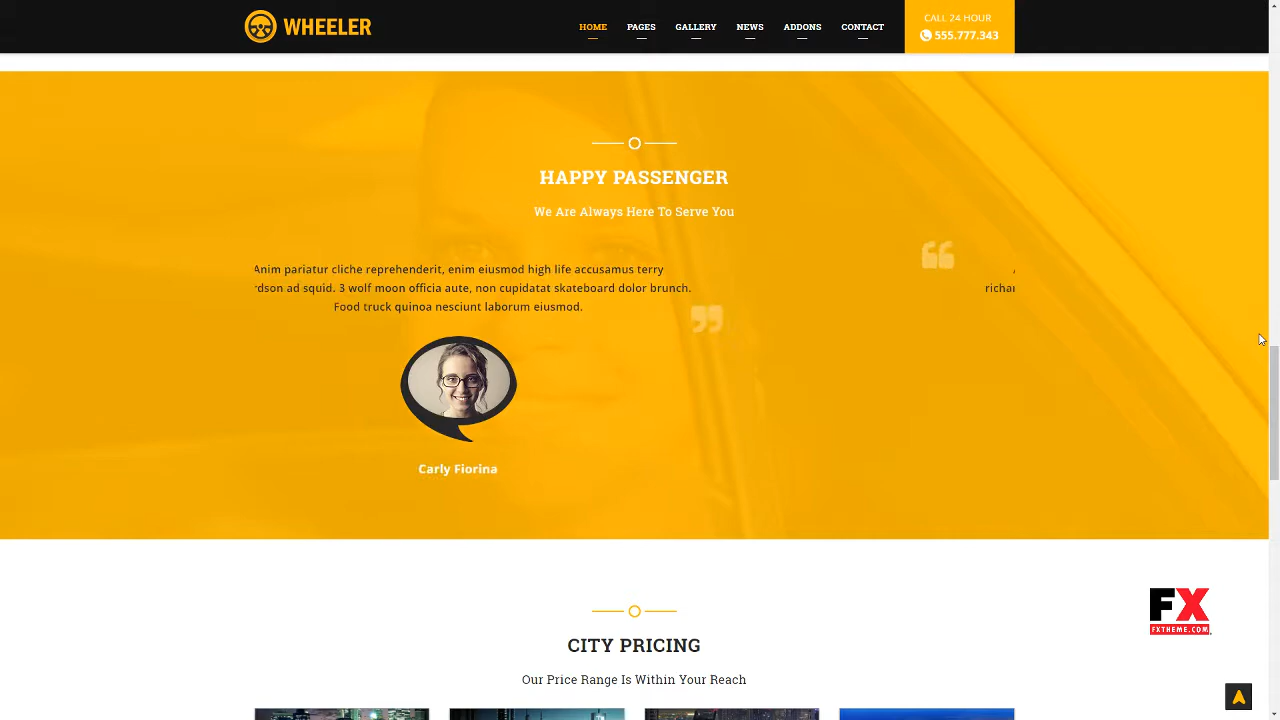 WHEELER
HOME PAGES GALLERY NEWS ADDONS CONTACT
CALL 24 HOUR
555.777.343
HAPPY PASSENGER
We Are Always Here To Serve You
Anim pariatur cliche reprehenderit, enim eiusmod high life accusamus terry
ad squid. 3 wolf moon officia aute, non cupidatat skateboard dolor brunch.
Food truck quinoa nesciunt laborum eiusmod.
Carly Fiorina
CITY PRICING
Our Price Range Is Within Your Reach
FX
FXTHEME.COM